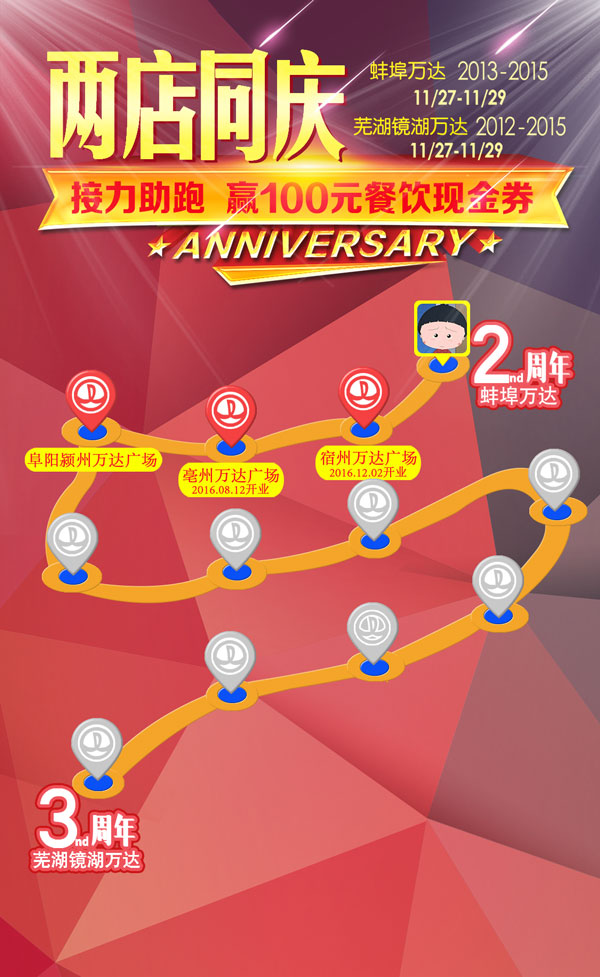 两店同庆
蚌埠万达 2013-2015
11/27-11/29
芜湖镜湖万达 2012-2015
11/27-11/29
接力助跑 赢100元餐饮现金券
ANNIVERSARY
2nd周年
蚌埠万达
阜阳颍州万达广场
亳州万达广场
2016.08.12开业
宿州万达广场
2016.12.02开业
3nd周年
芜湖镜湖万达